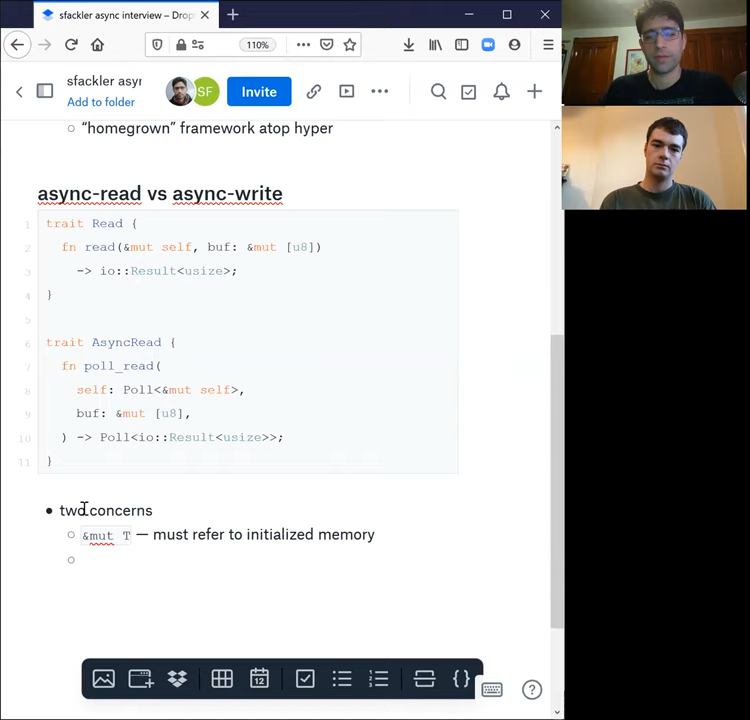 sfackler async interview – Drop
110%
sfackler asyn
Add to folder
SF
Invite
"homegrown" framework atop hyper
async-read vs async-write
1 trait Read {
2 fn read(&mut self, buf: &mut [u8])
3 -> io::Result<usize>;
4 }
5
6 trait AsyncRead {
7 fn poll_read(
8 self: Poll<&mut self>,
9 buf: &mut [u8],
10 ) -> Poll<io::Result<usize>>;
11 }
two concerns
&mut T — must refer to initialized memory
12
{}
?